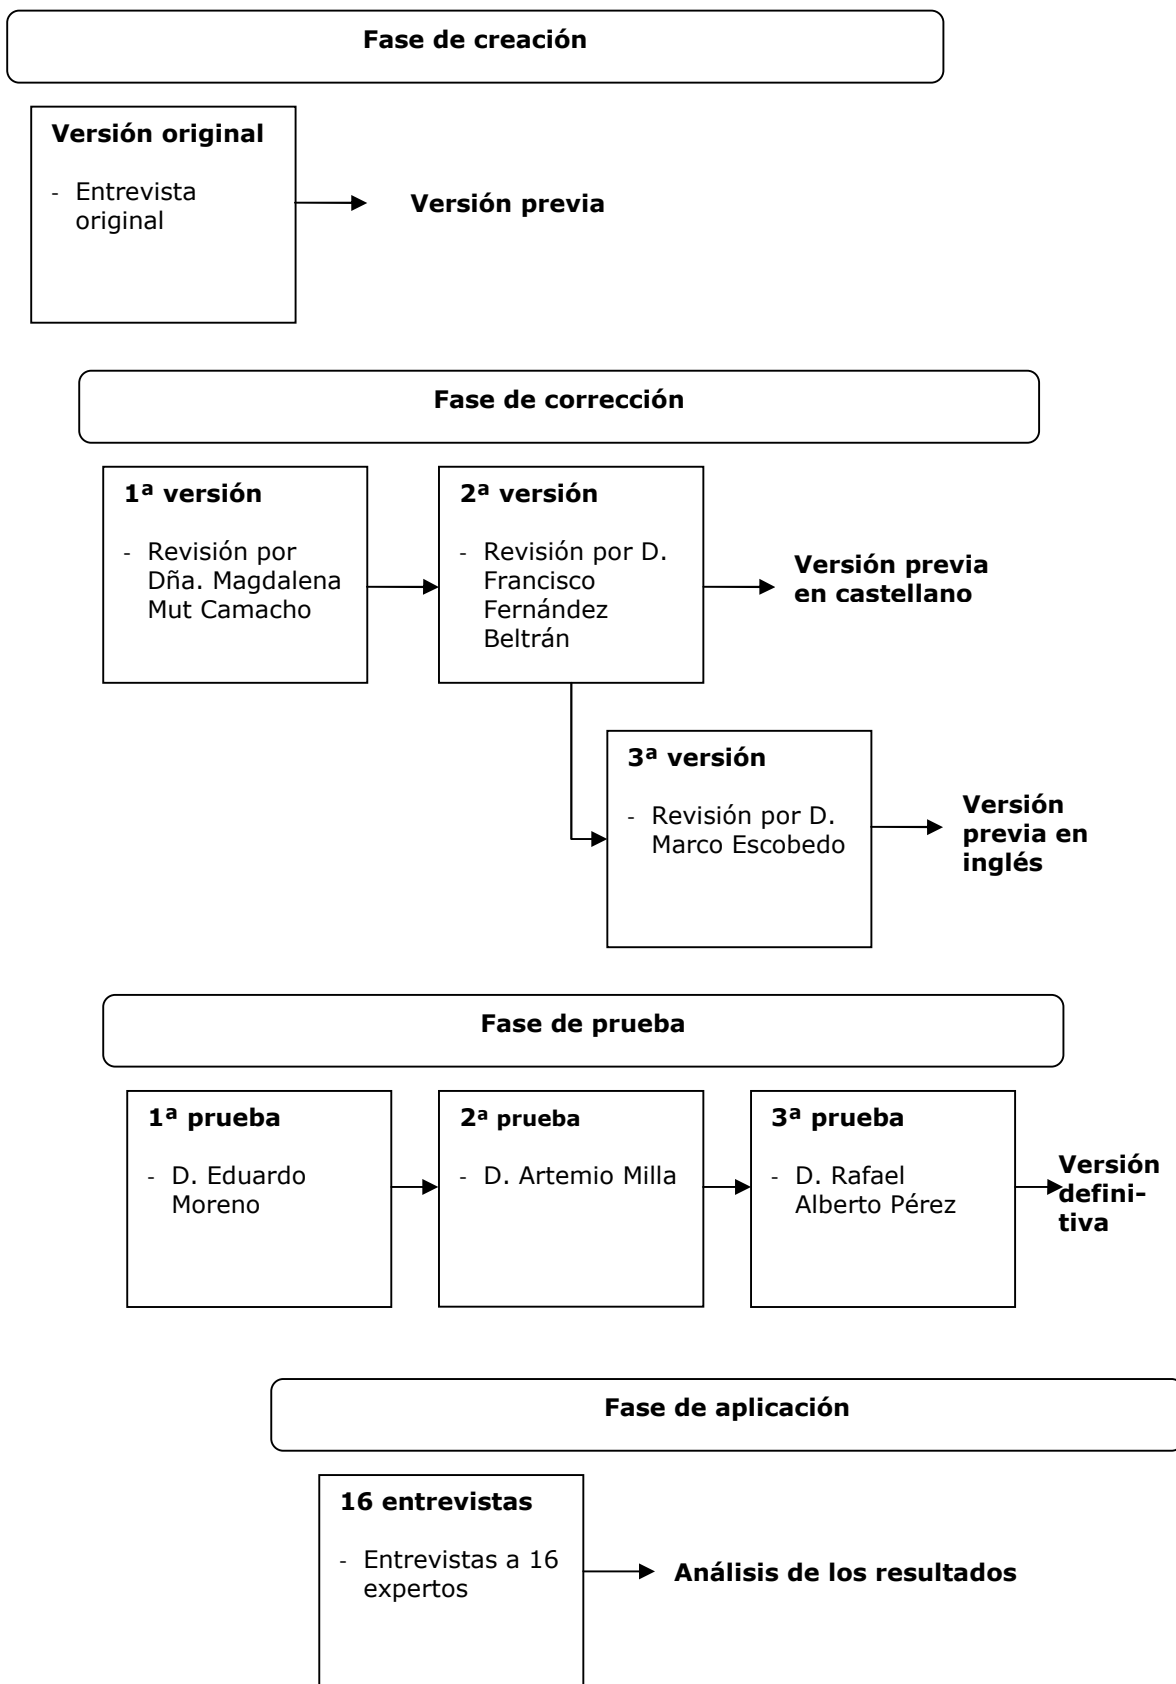 Fase de creación
Versión original
- Entrevista
original
Versión previa
Fase de corrección
1ª versión
- Revisión por
Dña. Magdalena
Mut Camacho
2ª versión
- Revisión por D.
Francisco
Fernández
Beltrán
Versión previa
en castellano
3ª versión
- Revisión por D.
Marco Escobedo
Versión
previa en
inglés
Fase de prueba
1ª prueba
- D. Eduardo
Moreno
2ª prueba
- D. Artemio Milla
3ª prueba
- D. Rafael
Alberto Pérez
Versión
defini-
tiva
Fase de aplicación
16 entrevistas
- Entrevistas a 16
expertos
Análisis de los resultados